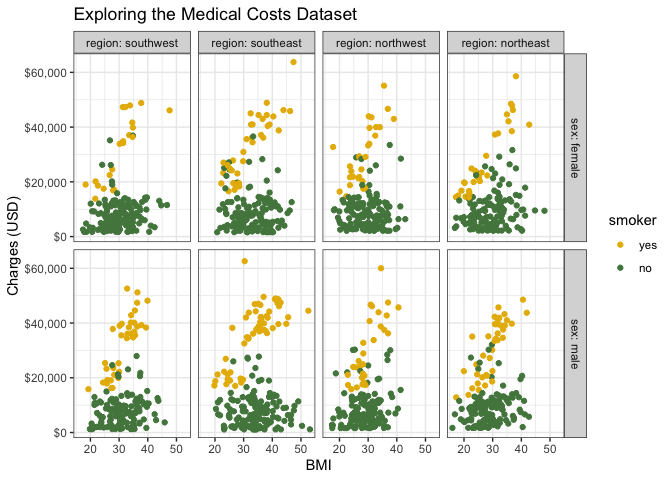 Exploring the Medical Costs Dataset
region: southwest
region: southeast
region: northwest
region: northeast
$60,000
$40,000
$20,000
$0
sex: female
Charges (USD)
smoker
yes
no
$60,000
$40,000
$20,000
$0
sex: male
20 30 40 50
20 30 40 50
20 30 40 50
20 30 40 50
BMI